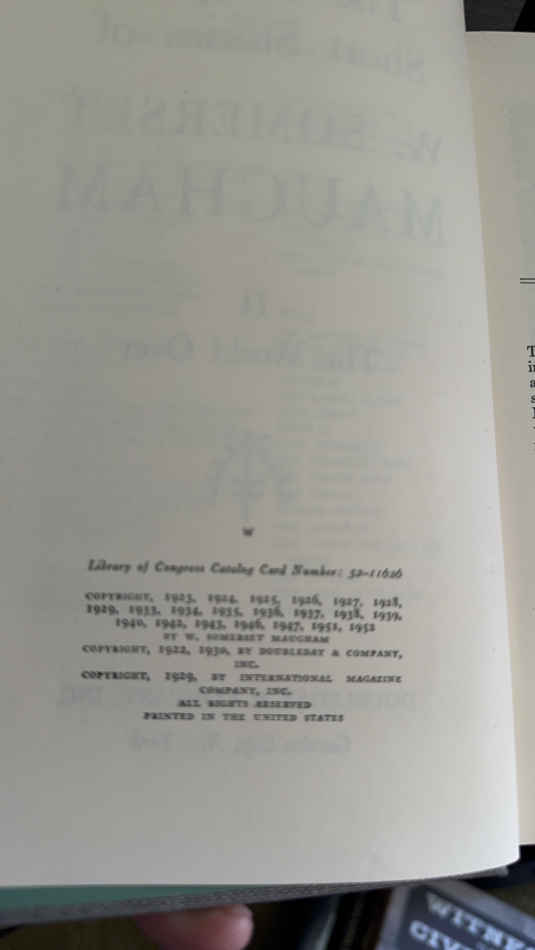 W
Library of Congress Catalog Card Number: 52-11626
COPYRIGHT, 1923, 1924, 1925, 1926, 1927, 1928,
1929, 1933, 1934, 1935, 1936, 1937, 1938, 1939,
1940, 1942, 1943, 1946, 1947, 1951, 1952
BY W. SOMERSET MAUGHAM
COPYRIGHT, 1922, 1930, BY DOUBLEDAY & COMPANY,
INC.
COPYRIGHT, 1929, BY INTERNATIONAL MAGAZINE
COMPANY, INC.
ALL RIGHTS RESERVED
PRINTED IN THE UNITED STATES